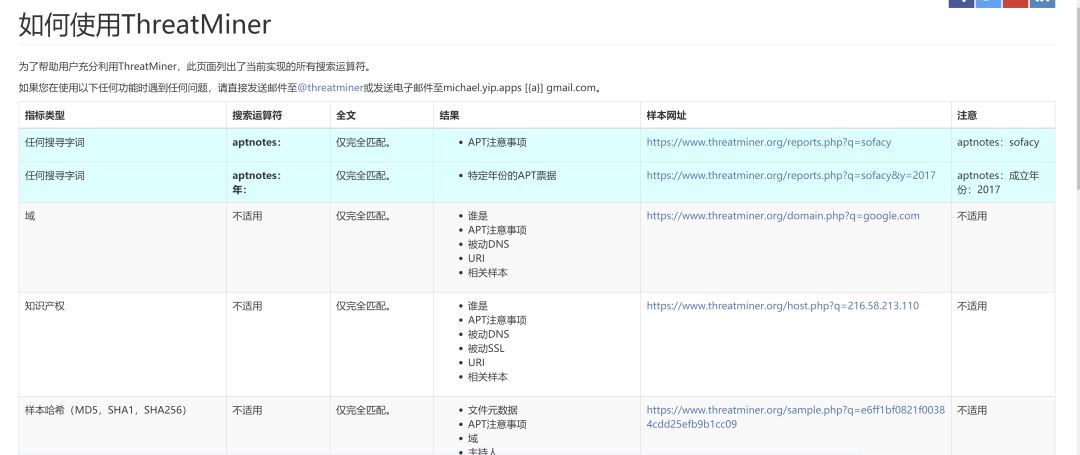 如何使用ThreatMiner
为了帮助用户充分利用ThreatMiner，此页面列出了当前实现的所有搜索运算符。
如果您在使用以下任何功能时遇到任何问题，请直接发送邮件至@threatminer或发送电子邮件至michael.yip.apps [{a}] gmail.com。
指标类型 搜索运算符 全文 结果 样本网址 注意
任何搜寻字词 aptnotes： 仅完全匹配。 • APT注意事项 https://www.threatminer.org/reports.php?q=sofacy aptnotes：sofacy
任何搜寻字词 aptnotes： 仅完全匹配。 • 特定年份的APT票据 https://www.threatminer.org/reports.php?q=sofacy&y=2017 aptnotes：成立年
年： 份：2017
域 不适用 仅完全匹配。 • 谁是 https://www.threatminer.org/domain.php?q=google.com 不适用
• APT注意事项
• 被动DNS
• URI
• 相关样本
知识产权 不适用 仅完全匹配。 • 谁是 https://www.threatminer.org/host.php?q=216.58.213.110 不适用
• APT注意事项
• 被动DNS
• 被动SSL
• URI
• 相关样本
样本哈希（MD5，SHA1，SHA256） 不适用 仅完全匹配。 • 文件元数据 https://www.threatminer.org/sample.php?q=e6ff1bf0821f0038 不适用
• APT注意事项 4cdd25efb9b1cc09
• 域
• 主持人